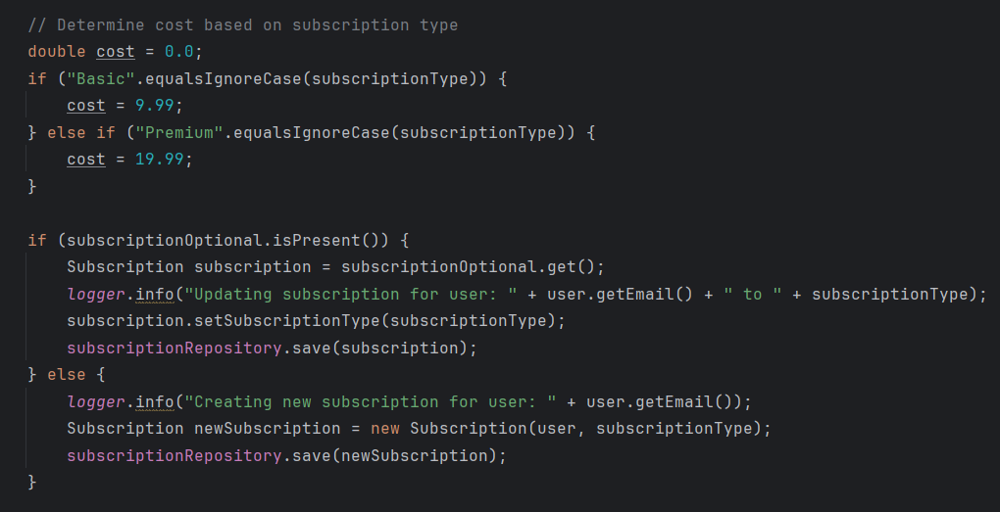 // Determine cost based on subscription type
double cost = 0.0;
if ("Basic".equalsIgnoreCase(subscriptionType)) {
    cost = 9.99;
} else if ("Premium".equalsIgnoreCase(subscriptionType)) {
    cost = 19.99;
}

if (subscriptionOptional.isPresent()) {
    Subscription subscription = subscriptionOptional.get();
    logger.info("Updating subscription for user: " + user.getEmail() + " to " + subscriptionType);
    subscription.setSubscriptionType(subscriptionType);
    subscriptionRepository.save(subscription);
} else {
    logger.info("Creating new subscription for user: " + user.getEmail());
    Subscription newSubscription = new Subscription(user, subscriptionType);
    subscriptionRepository.save(newSubscription);
}